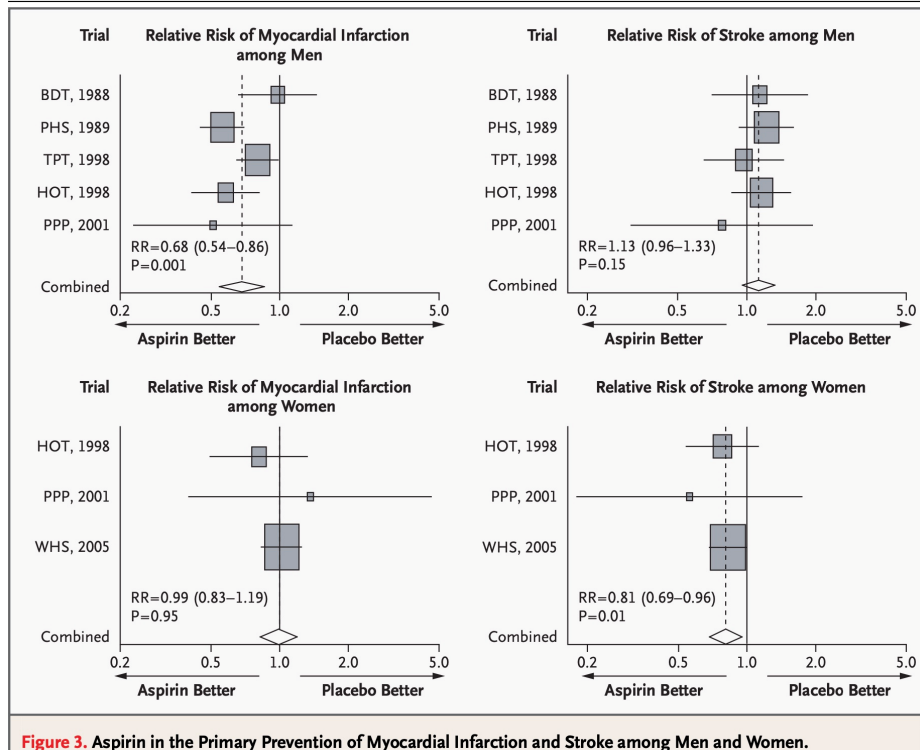 Trial Relative Risk of Myocardial Infarction
among Men
BDT, 1988
PHS, 1989
TPT, 1998
HOT, 1998
PPP, 2001
RR=0.68 (0.54–0.86)
P=0.001
Combined
0.2 0.5 1.0 2.0 5.0
Aspirin Better Placebo Better
Trial Relative Risk of Stroke among Men
BDT, 1988
PHS, 1989
TPT, 1998
HOT, 1998
PPP, 2001
RR=1.13 (0.96–1.33)
P=0.15
Combined
0.2 0.5 1.0 2.0 5.0
Aspirin Better Placebo Better
Trial Relative Risk of Myocardial Infarction
among Women
HOT, 1998
PPP, 2001
WHS, 2005
RR=0.99 (0.83–1.19)
P=0.95
Combined
0.2 0.5 1.0 2.0 5.0
Aspirin Better Placebo Better
Trial Relative Risk of Stroke among Women
HOT, 1998
PPP, 2001
WHS, 2005
RR=0.81 (0.69–0.96)
P=0.01
Combined
0.2 0.5 1.0 2.0 5.0
Aspirin Better Placebo Better
Figure 3. Aspirin in the Primary Prevention of Myocardial Infarction and Stroke among Men and Women.